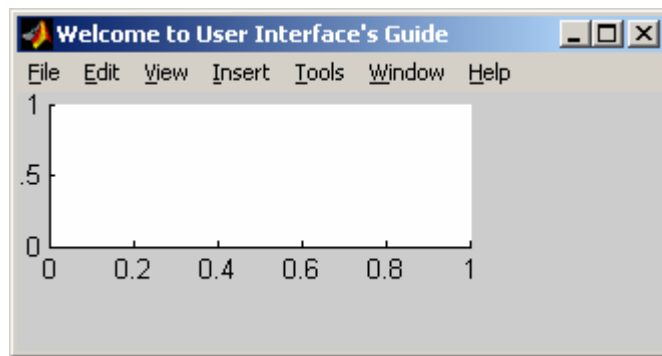 Welcome to User Interface's Guide
File Edit View Insert Tools Window Help
1
.5
0
0 0.2 0.4 0.6 0.8 1